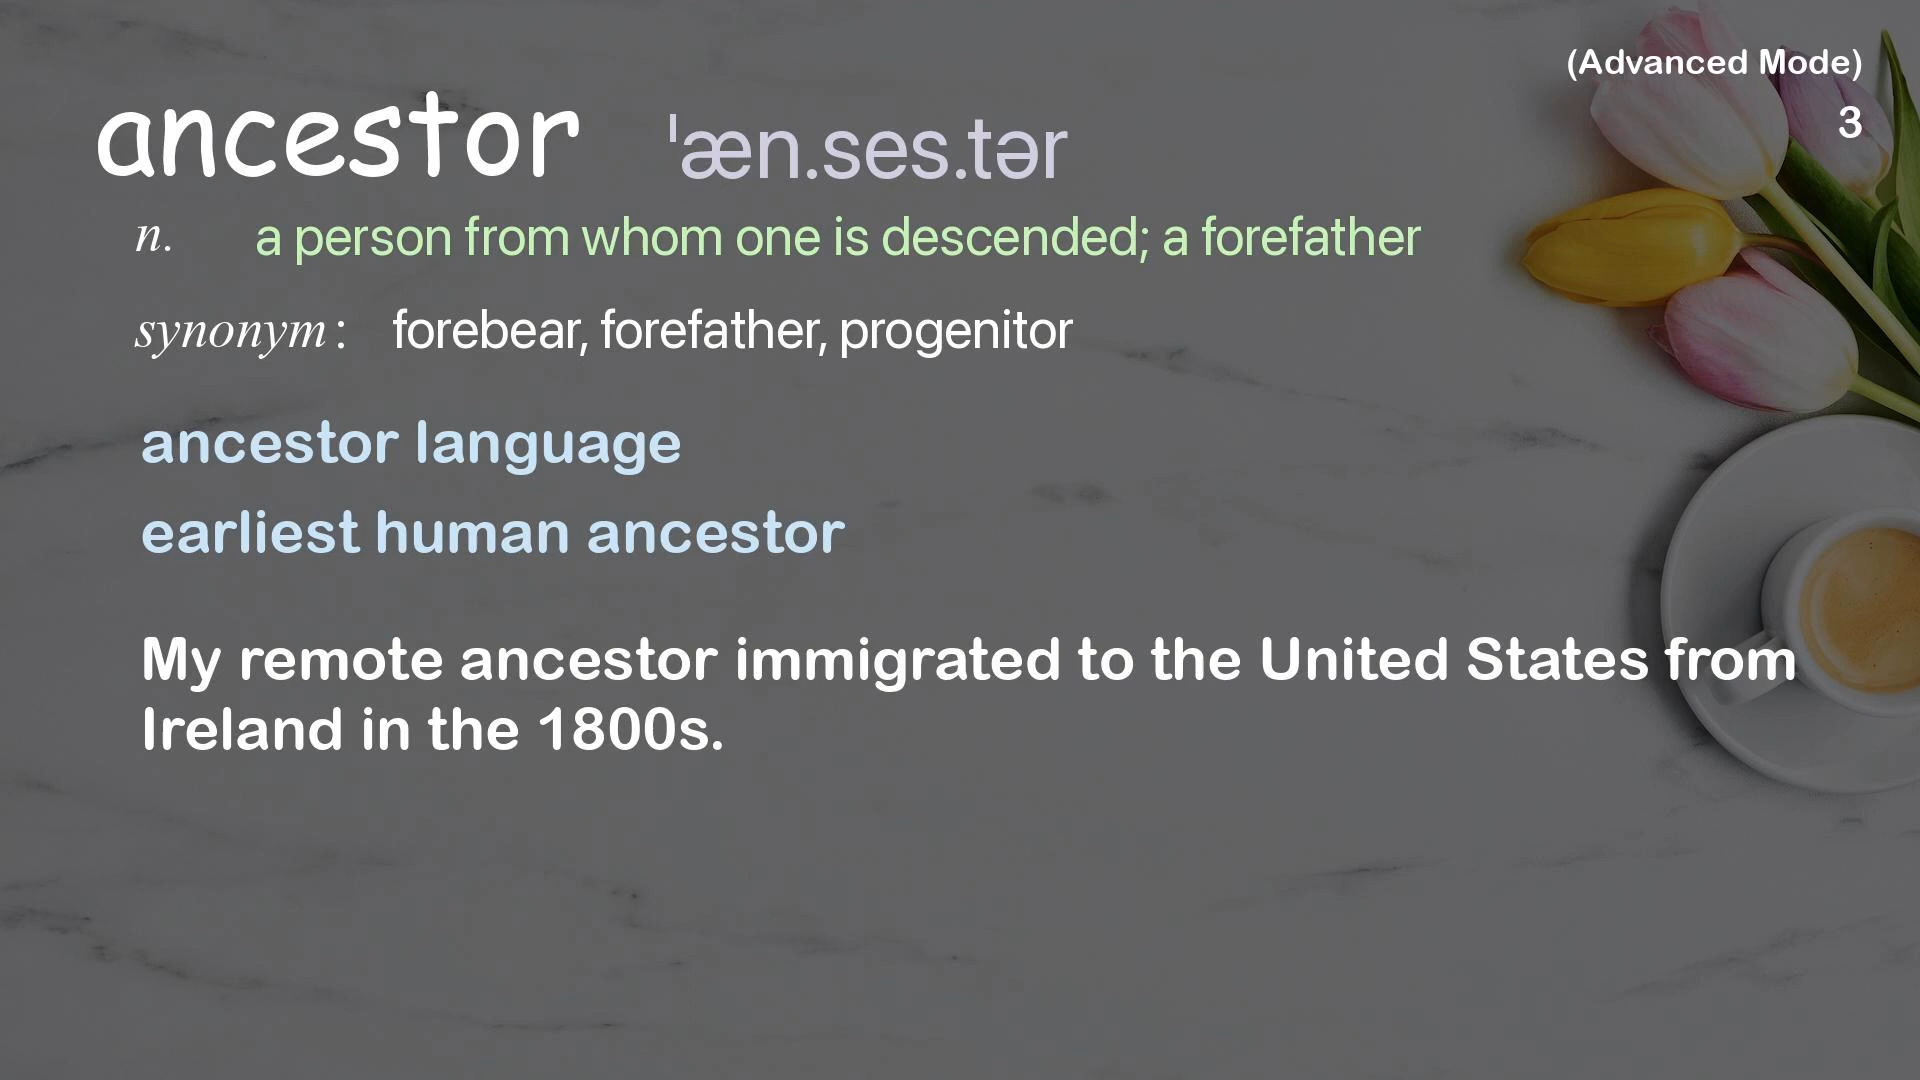 (Advanced Mode)
3
ancestor ˈæn.ses.tər
n. a person from whom one is descended; a forefather
synonym : forebear, forefather, progenitor
ancestor language
earliest human ancestor
My remote ancestor immigrated to the United States from
Ireland in the 1800s.